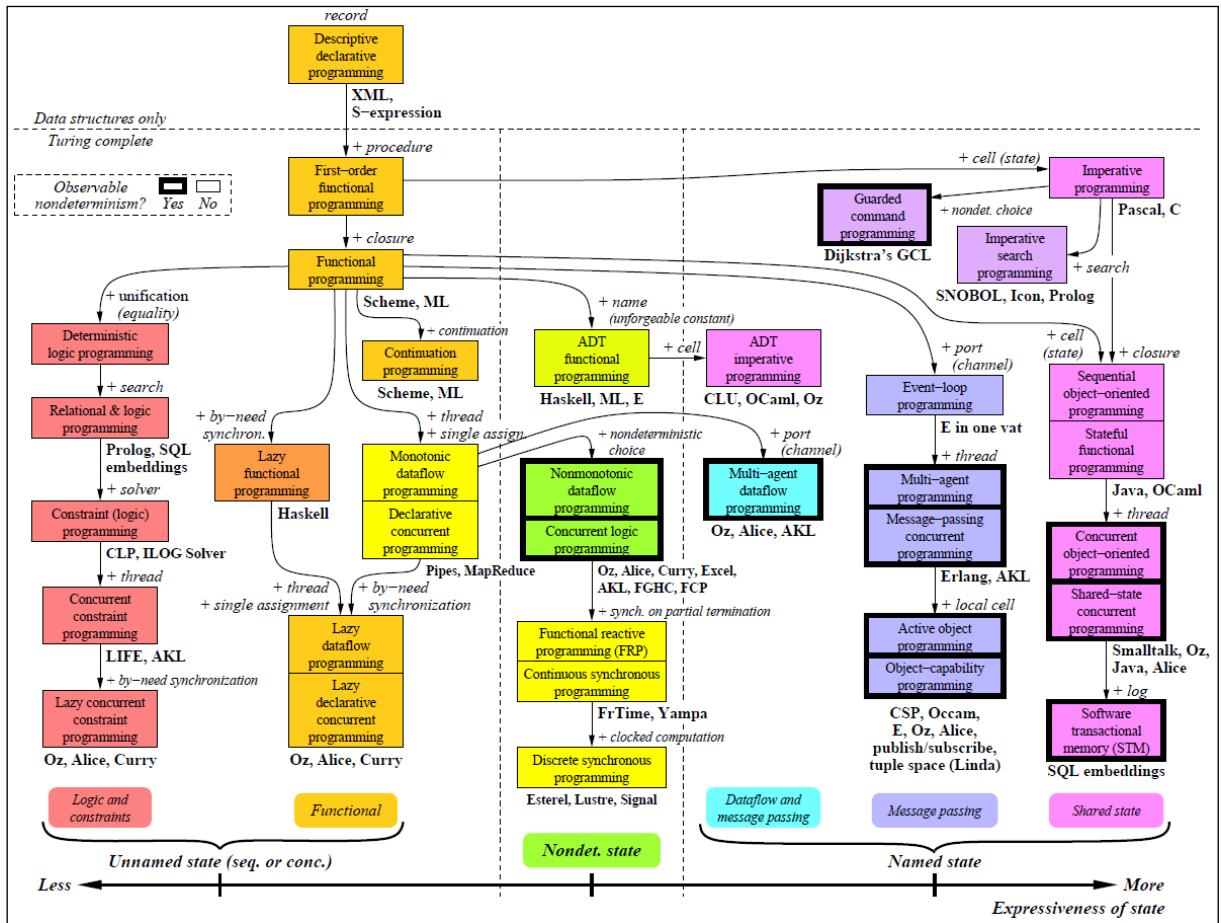 record
Descriptive
declarative
programming
XML,
S−expression
Data structures only
Turing complete
+ procedure
Observable
nondeterminism?
Yes
No
First−order
functional
programming
+ cell (state)
Imperative
programming
Pascal, C
+ nondet. choice
Guarded
command
programming
Dijkstra's GCL
Imperative
search
programming
+ search
SNOBOL, Icon, Prolog
+ closure
Functional
programming
Scheme, ML
+ unification
(equality)
+ continuation
+ name
(unforgeable constant)
+ port
(channel)
+ cell
(state)
+ closure
Deterministic
logic programming
Continuation
programming
Scheme, ML
ADT
functional
programming
Haskell, ML, E
+ cell
ADT
imperative
programming
CLU, OCaml, Oz
Event−loop
programming
E in one vat
Sequential
object−oriented
programming
Stateful
functional
programming
Java, OCaml
+ search
Relational & logic
programming
Prolog, SQL
embeddings
+ by−need
synchron.
+ thread
+ single assign.
+ nondeterministic
choice
+ port
(channel)
+ thread
Lazy
functional
programming
Haskell
Monotonic
dataflow
programming
Declarative
concurrent
programming
Pipes, MapReduce
Nonmonotonic
dataflow
programming
Concurrent logic
programming
Oz, Alice, Curry, Excel,
AKL, FGHC, FCP
Multi−agent
dataflow
programming
Oz, Alice, AKL
Multi−agent
programming
Message−passing
concurrent
programming
Erlang, AKL
+ solver
Constraint (logic)
programming
CLP, ILOG Solver
+ thread
Concurrent
object−oriented
programming
Shared−state
concurrent
programming
Smalltalk, Oz,
Java, Alice
+ thread
+ thread
+ single assignment
+ by−need
synchronization
+ synch. on partial termination
+ local cell
Concurrent
constraint
programming
LIFE, AKL
+ by−need synchronization
Lazy concurrent
constraint
programming
Oz, Alice, Curry
Lazy
dataflow
programming
Lazy
declarative
concurrent
programming
Oz, Alice, Curry
Functional reactive
programming (FRP)
Continuous synchronous
programming
FrTime, Yampa
+ clocked computation
Discrete synchronous
programming
Esterel, Lustre, Signal
Active object
programming
Object−capability
programming
CSP, Occam,
E, Oz, Alice,
publish/subscribe,
tuple space (Linda)
+ log
Software
transactional
memory (STM)
SQL embeddings
Logic and
constraints
Functional
Dataflow and
message passing
Message passing
Shared state
Unnamed state (seq. or conc.)
Nondet. state
Named state
Less
More
Expressiveness of state